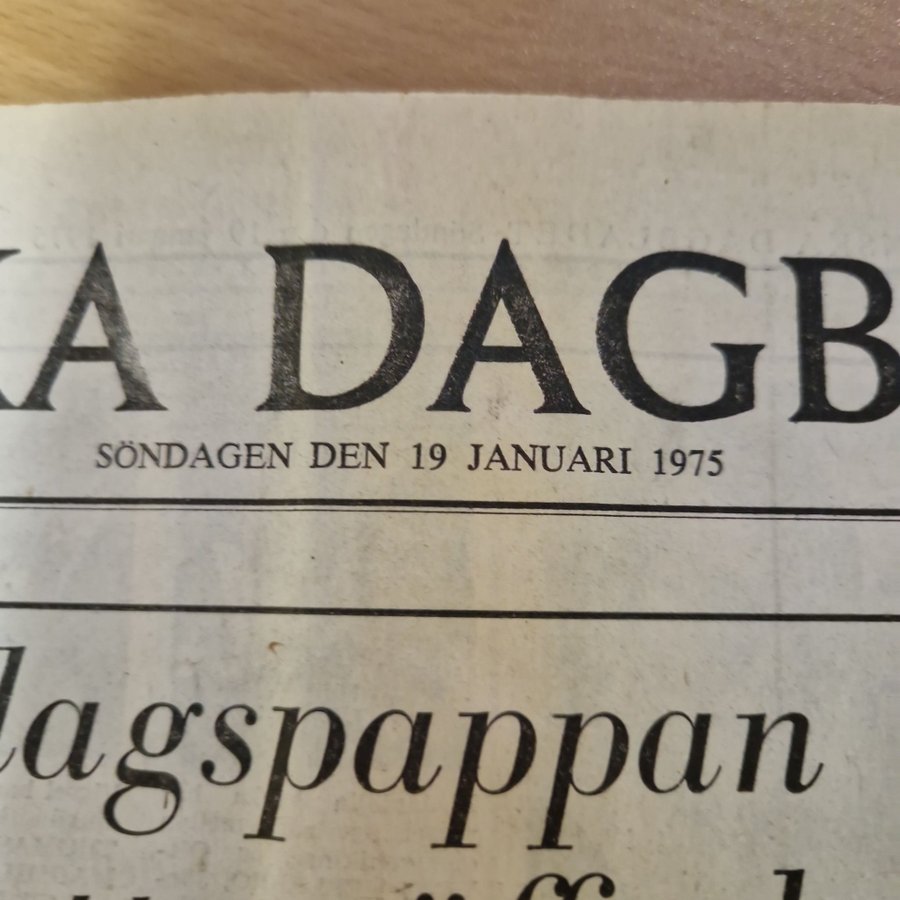 KA DAGB
SÖNDAGEN DEN 19 JANUARI 1975
lagspappan